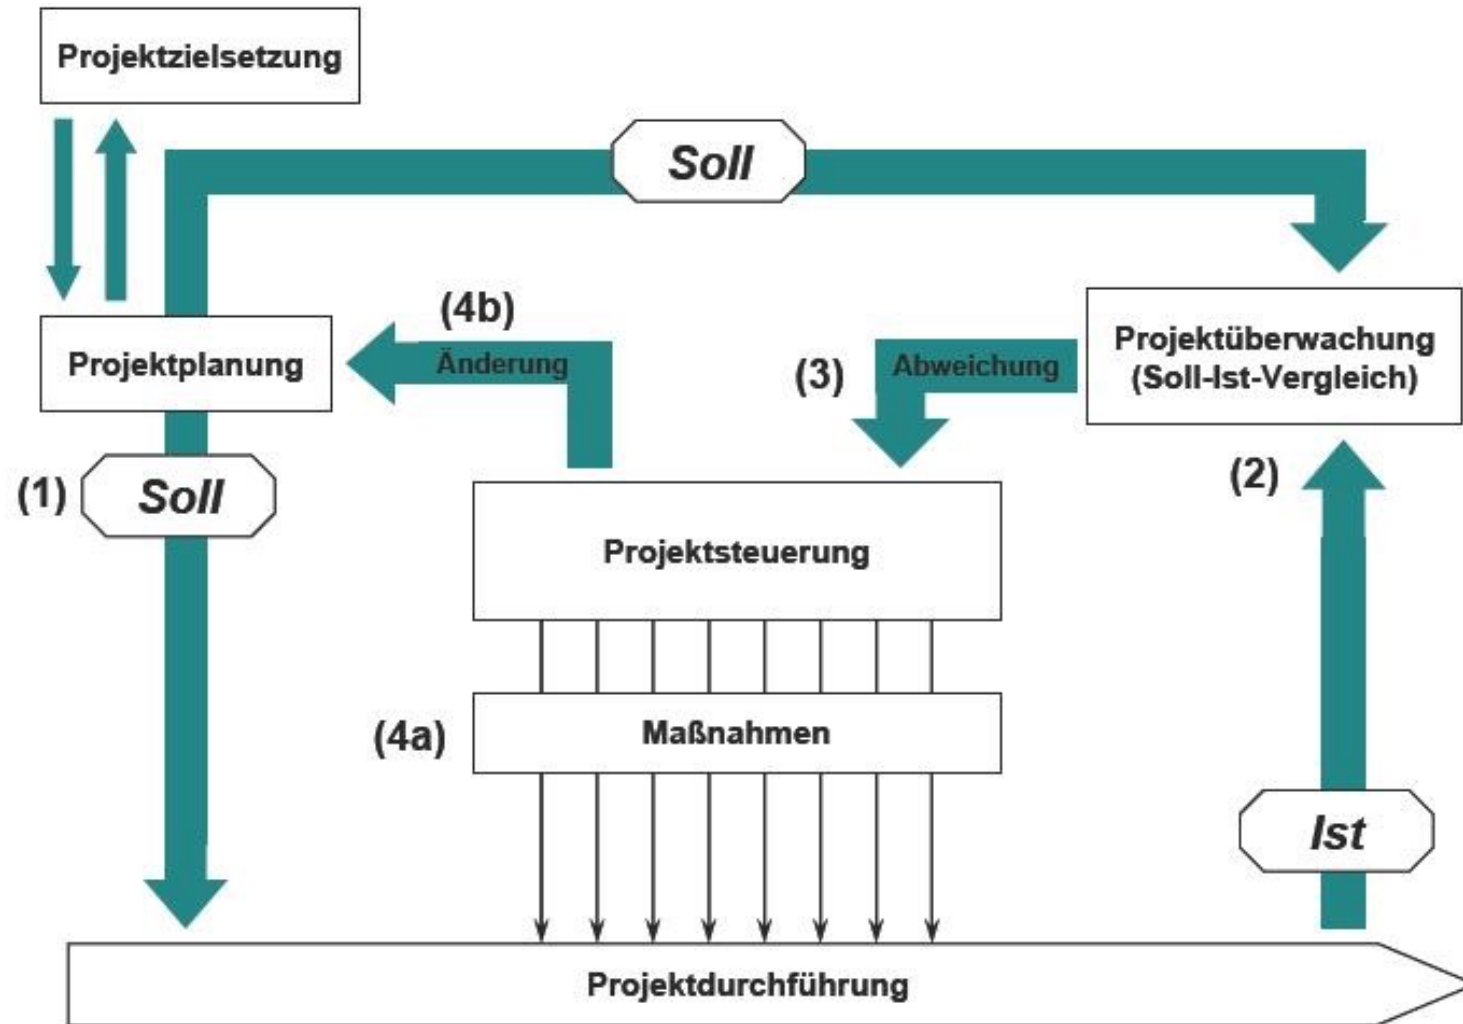 Projektzielsetzung
Soll
(4b)
Änderung
Projektplanung
(3)
Abweichung
Projektüberwachung
(Soll-Ist-Vergleich)
(1)
Soll
(2)
Projektsteuerung
(4a)
Maßnahmen
Ist
Projektdurchführung